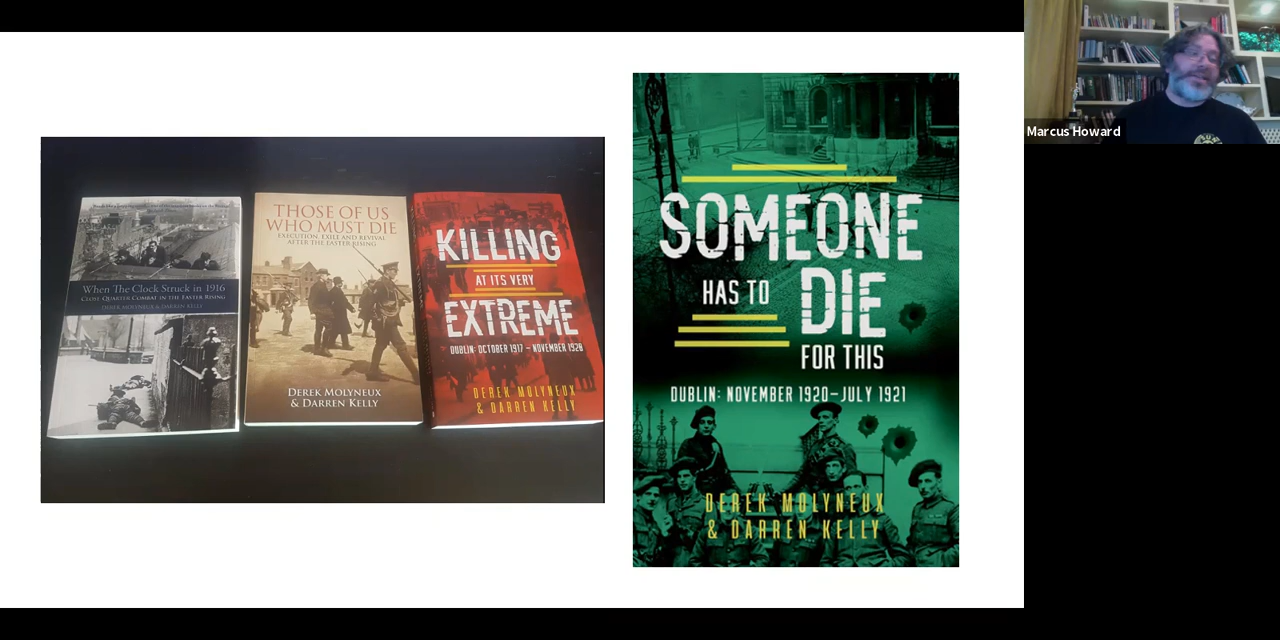 When The Clock Struck in 1916
CLOSE QUARTER COMBAT IN THE EASTER RISING
DEREK MOLYNEUX & DARREN KELLY
THOSE OF US
WHO MUST DIE
EXECUTION, EXILE AND REVIVAL
AFTER THE EASTER RISING
DEREK MOLYNEUX
& DARREN KELLY
KILLING
AT ITS VERY
EXTREME
DUBLIN: OCTOBER 1917 – NOVEMBER 1920
DEREK MOLYNEUX
& DARREN KELLY
SOMEONE
HAS TO
DIE
FOR THIS
DUBLIN: NOVEMBER 1920–JULY 1921
DEREK MOLYNEUX
& DARREN KELLY
Marcus Howard